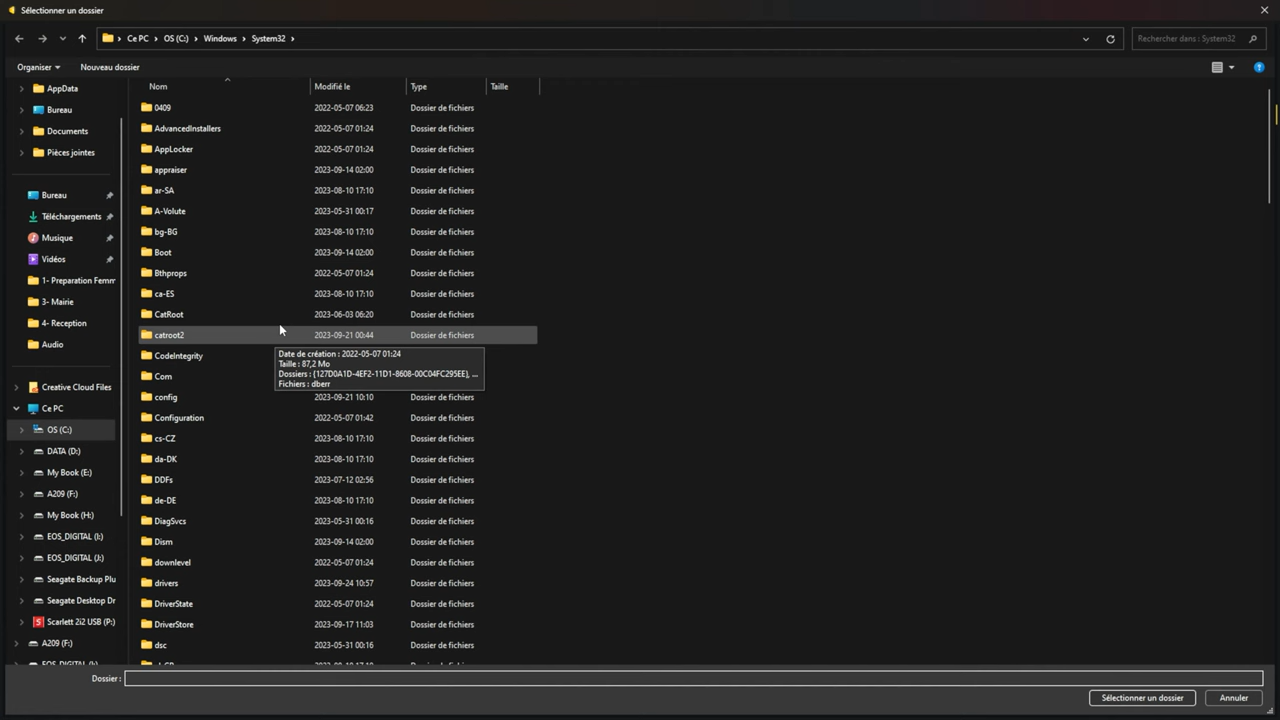 Sélectionner un dossier
Ce PC > OS (C:) > Windows > System32 >
Rechercher dans : System32
Organiser
Nouveau dossier
Nom Modifié le Type Taille
AppData
Bureau
Documents
Pièces jointes
Bureau
Téléchargements
Musique
Vidéos
1- Preparation Femm
3- Mairie
4- Reception
Audio
Creative Cloud Files
Ce PC
OS (C:)
DATA (D:)
My Book (E:)
A209 (F:)
My Book (H:)
EOS_DIGITAL (I:)
EOS_DIGITAL (J:)
Seagate Backup Plu
Seagate Desktop Dr
Scarlett 2i2 USB (P:)
A209 (F:)
0409 2022-05-07 06:23 Dossier de fichiers
AdvancedInstallers 2022-05-07 01:24 Dossier de fichiers
AppLocker 2022-05-07 01:24 Dossier de fichiers
appraiser 2023-09-14 02:00 Dossier de fichiers
ar-SA 2023-08-10 17:10 Dossier de fichiers
A-Volute 2023-05-31 00:17 Dossier de fichiers
bg-BG 2023-08-10 17:10 Dossier de fichiers
Boot 2023-09-14 02:00 Dossier de fichiers
Bthprops 2022-05-07 01:24 Dossier de fichiers
ca-ES 2023-08-10 17:10 Dossier de fichiers
CatRoot 2023-06-03 06:20 Dossier de fichiers
catroot2 2023-09-21 00:44 Dossier de fichiers
CodeIntegrity
Date de création : 2022-05-07 01:24
Taille : 87,2 Mo
Dossiers : {127D0A1D-4EF2-11D1-8608-00C04FC295EE}, ...
Fichiers : dberr
Com
config 2023-09-21 10:10 Dossier de fichiers
Configuration 2022-05-07 01:42 Dossier de fichiers
cs-CZ 2023-08-10 17:10 Dossier de fichiers
da-DK 2023-08-10 17:10 Dossier de fichiers
DDFs 2023-07-12 02:56 Dossier de fichiers
de-DE 2023-08-10 17:10 Dossier de fichiers
DiagSvcs 2023-05-31 00:16 Dossier de fichiers
Dism 2023-09-14 02:00 Dossier de fichiers
downlevel 2022-05-07 01:24 Dossier de fichiers
drivers 2023-09-24 10:57 Dossier de fichiers
DriverState 2022-05-07 01:24 Dossier de fichiers
DriverStore 2023-09-17 11:03 Dossier de fichiers
dsc 2023-05-31 00:16 Dossier de fichiers
Dossier :
Sélectionner un dossier
Annuler